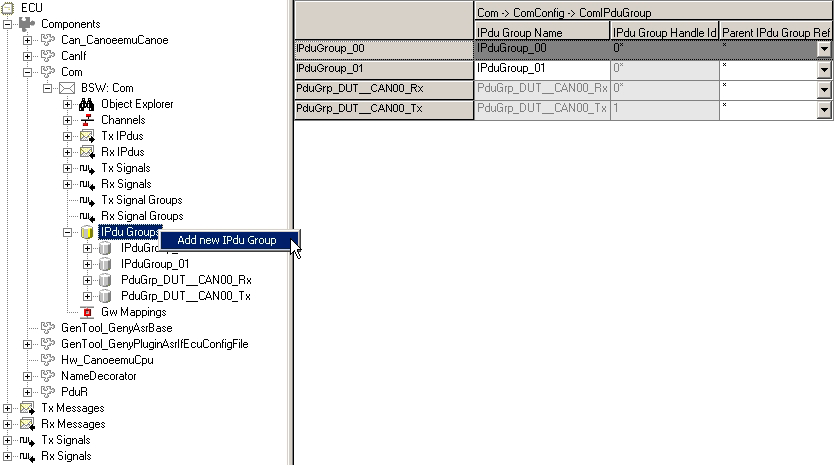 ECU
Components
Can_CanoeemuCanoe
CanIf
Com
BSW: Com
Object Explorer
Channels
Tx IPdus
Rx IPdus
Tx Signals
Rx Signals
Tx Signal Groups
Rx Signal Groups
IPdu Groups
Add new IPdu Group
IPduGroup_
IPduGroup_01
PduGrp_DUT__CAN00_Rx
PduGrp_DUT__CAN00_Tx
Gw Mappings
GenTool_GenyAsrBase
GenTool_GenyPluginAsrIfEcuConfigFile
Hw_CanoeemuCpu
NameDecorator
PduR
Tx Messages
Rx Messages
Tx Signals
Rx Signals
Com -> ComConfig -> ComIPduGroup
IPdu Group Name IPdu Group Handle Id Parent IPdu Group Ref
IPduGroup_00 IPduGroup_00 0* *
IPduGroup_01 IPduGroup_01 0* *
PduGrp_DUT__CAN00_Rx PduGrp_DUT__CAN00_Rx 0* *
PduGrp_DUT__CAN00_Tx PduGrp_DUT__CAN00_Tx 1 *